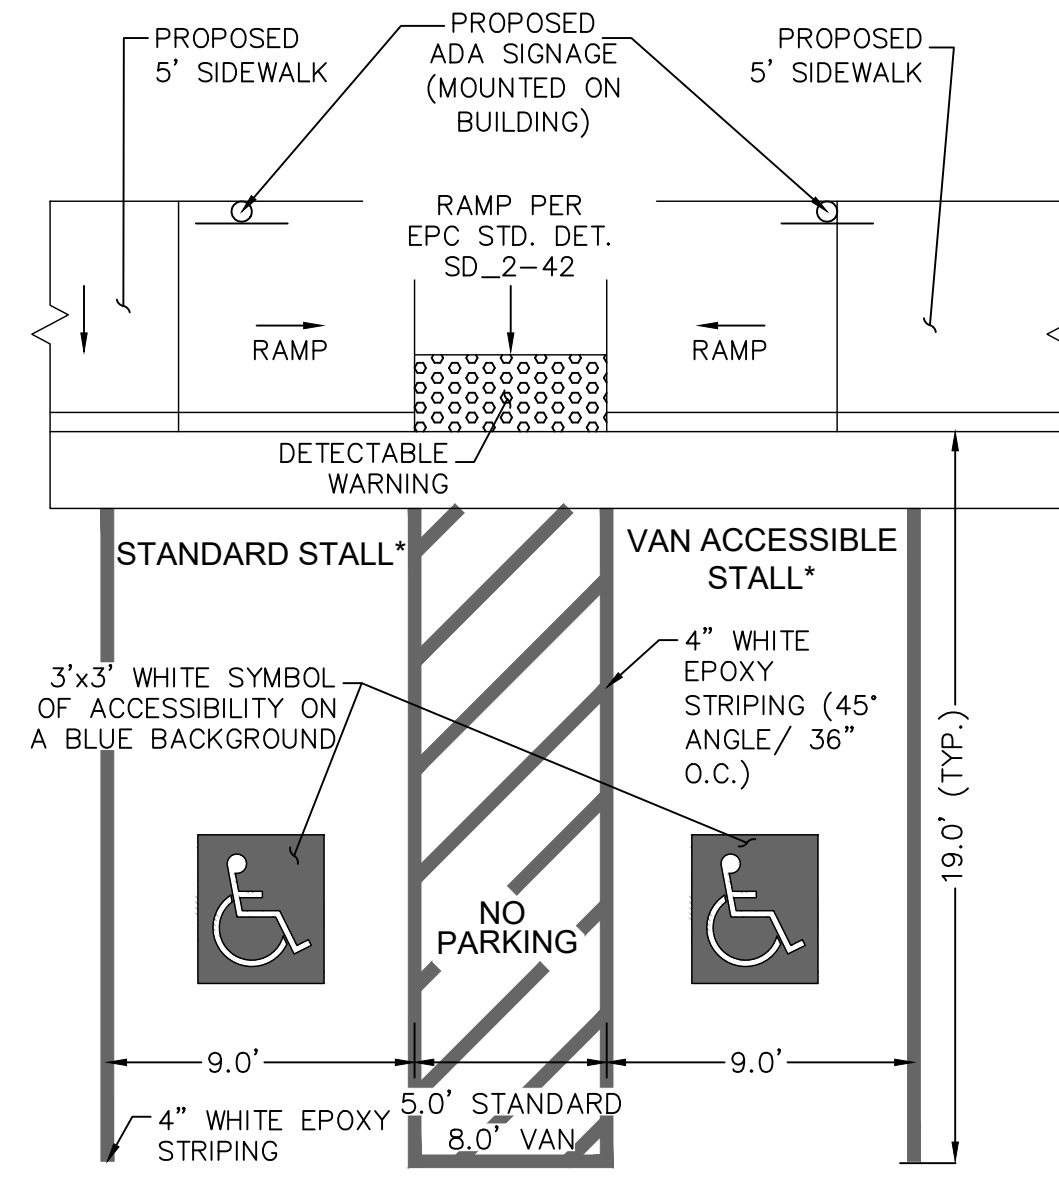 PROPOSED
5' SIDEWALK
PROPOSED
ADA SIGNAGE
(MOUNTED ON
BUILDING)
PROPOSED
5' SIDEWALK
RAMP PER
EPC STD. DET.
SD_2-42
RAMP
RAMP
DETECTABLE
WARNING
STANDARD STALL*
VAN ACCESSIBLE
STALL*
3'x3' WHITE SYMBOL
OF ACCESSIBILITY ON
A BLUE BACKGROUND
4" WHITE
EPOXY
STRIPING (45°
ANGLE/ 36"
O.C.)
19.0' (TYP.)
NO
PARKING
9.0'
9.0'
5.0' STANDARD
8.0' VAN
4" WHITE EPOXY
STRIPING